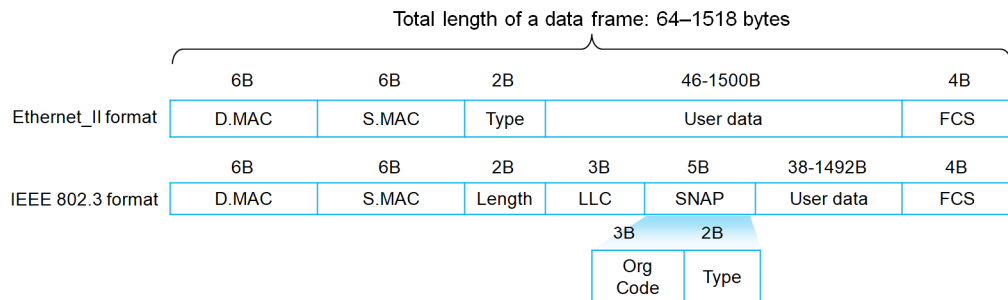 Total length of a data frame: 64–1518 bytes
6B 6B 2B 46-1500B 4B
Ethernet_II format D.MAC S.MAC Type User data FCS
6B 6B 2B 3B 5B 38-1492B 4B
IEEE 802.3 format D.MAC S.MAC Length LLC SNAP User data FCS
3B 2B
Org
Code
Type